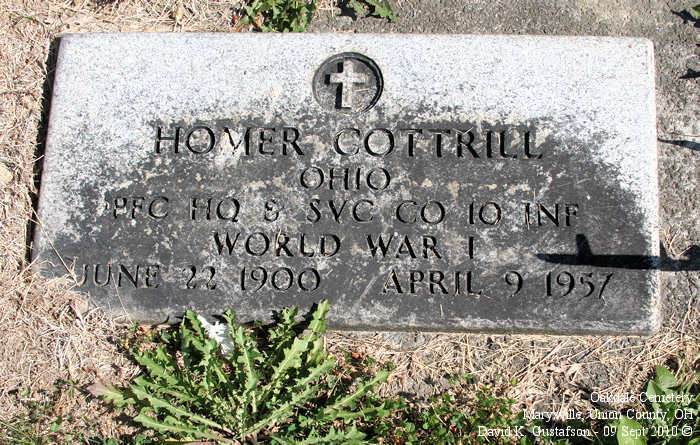 HOMER COTTRILL
OHIO
PFC HQ & SVC CO 10 INF
WORLD WAR I
JUNE 22 1900 APRIL 9 1957
Oakdale Cemetery
Marysville, Union County, OH
David K. Gustafson - 09 Sept 2010 ©